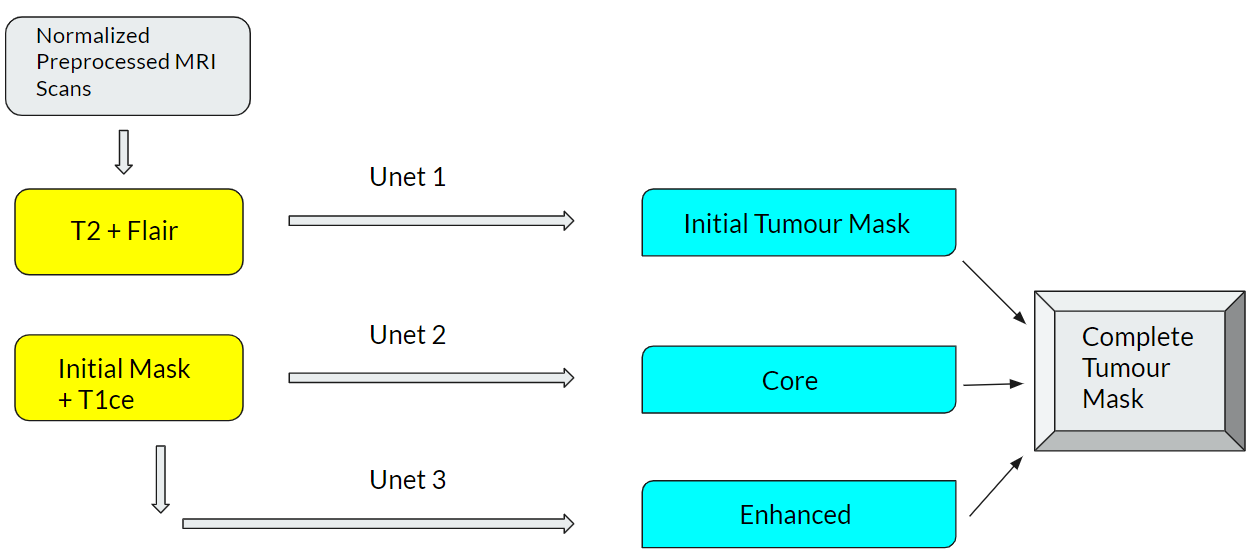 Normalized
Preprocessed MRI
Scans
Unet 1
T2 + Flair
Initial Tumour Mask
Unet 2
Initial Mask
+ T1ce
Core
Complete
Tumour
Mask
Unet 3
Enhanced